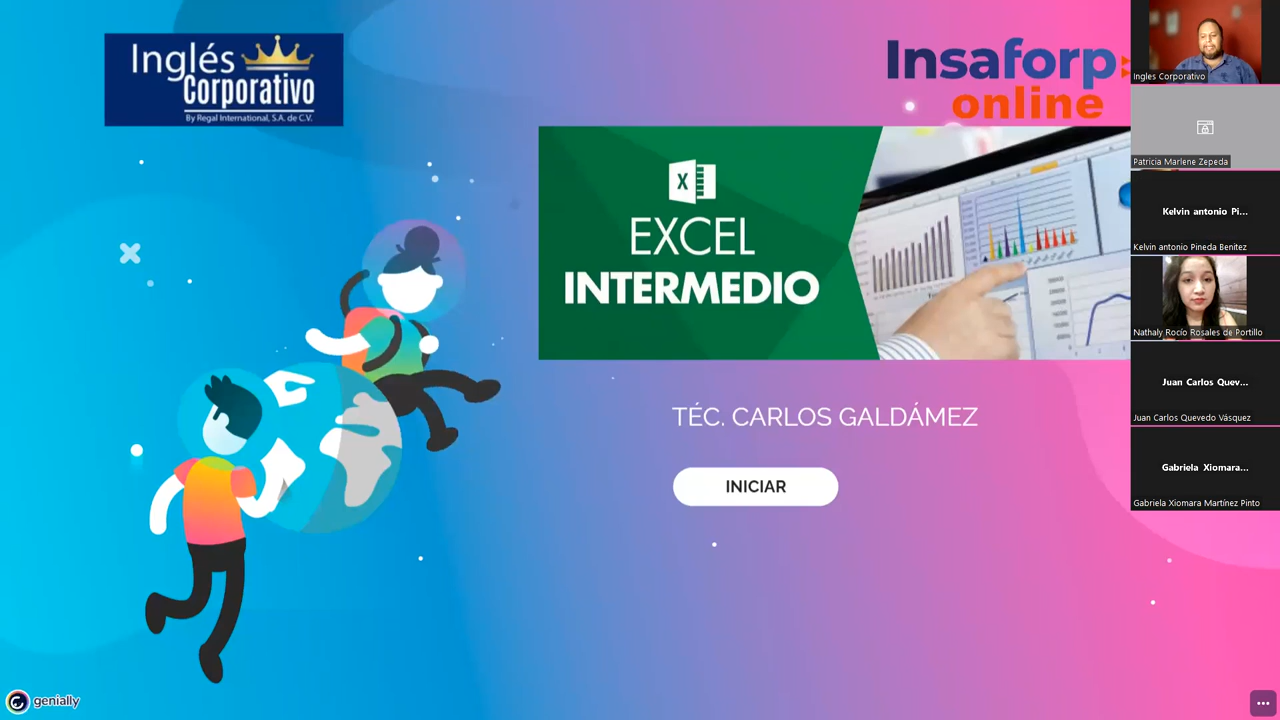 Inglés
Corporativo
By Regal International, S.A. de C.V.
Insaforp
online
X
EXCEL
INTERMEDIO
TÉC. CARLOS GALDÁMEZ
INICIAR
genially
Ingles Corporativo
Patricia Marlene Zepeda
Kelvin antonio Pi...
Kelvin antonio Pineda Benitez
Nathaly Rocío Rosales de Portillo
Juan Carlos Quev...
Juan Carlos Quevedo Vásquez
Gabriela Xiomara...
Gabriela Xiomara Martínez Pinto